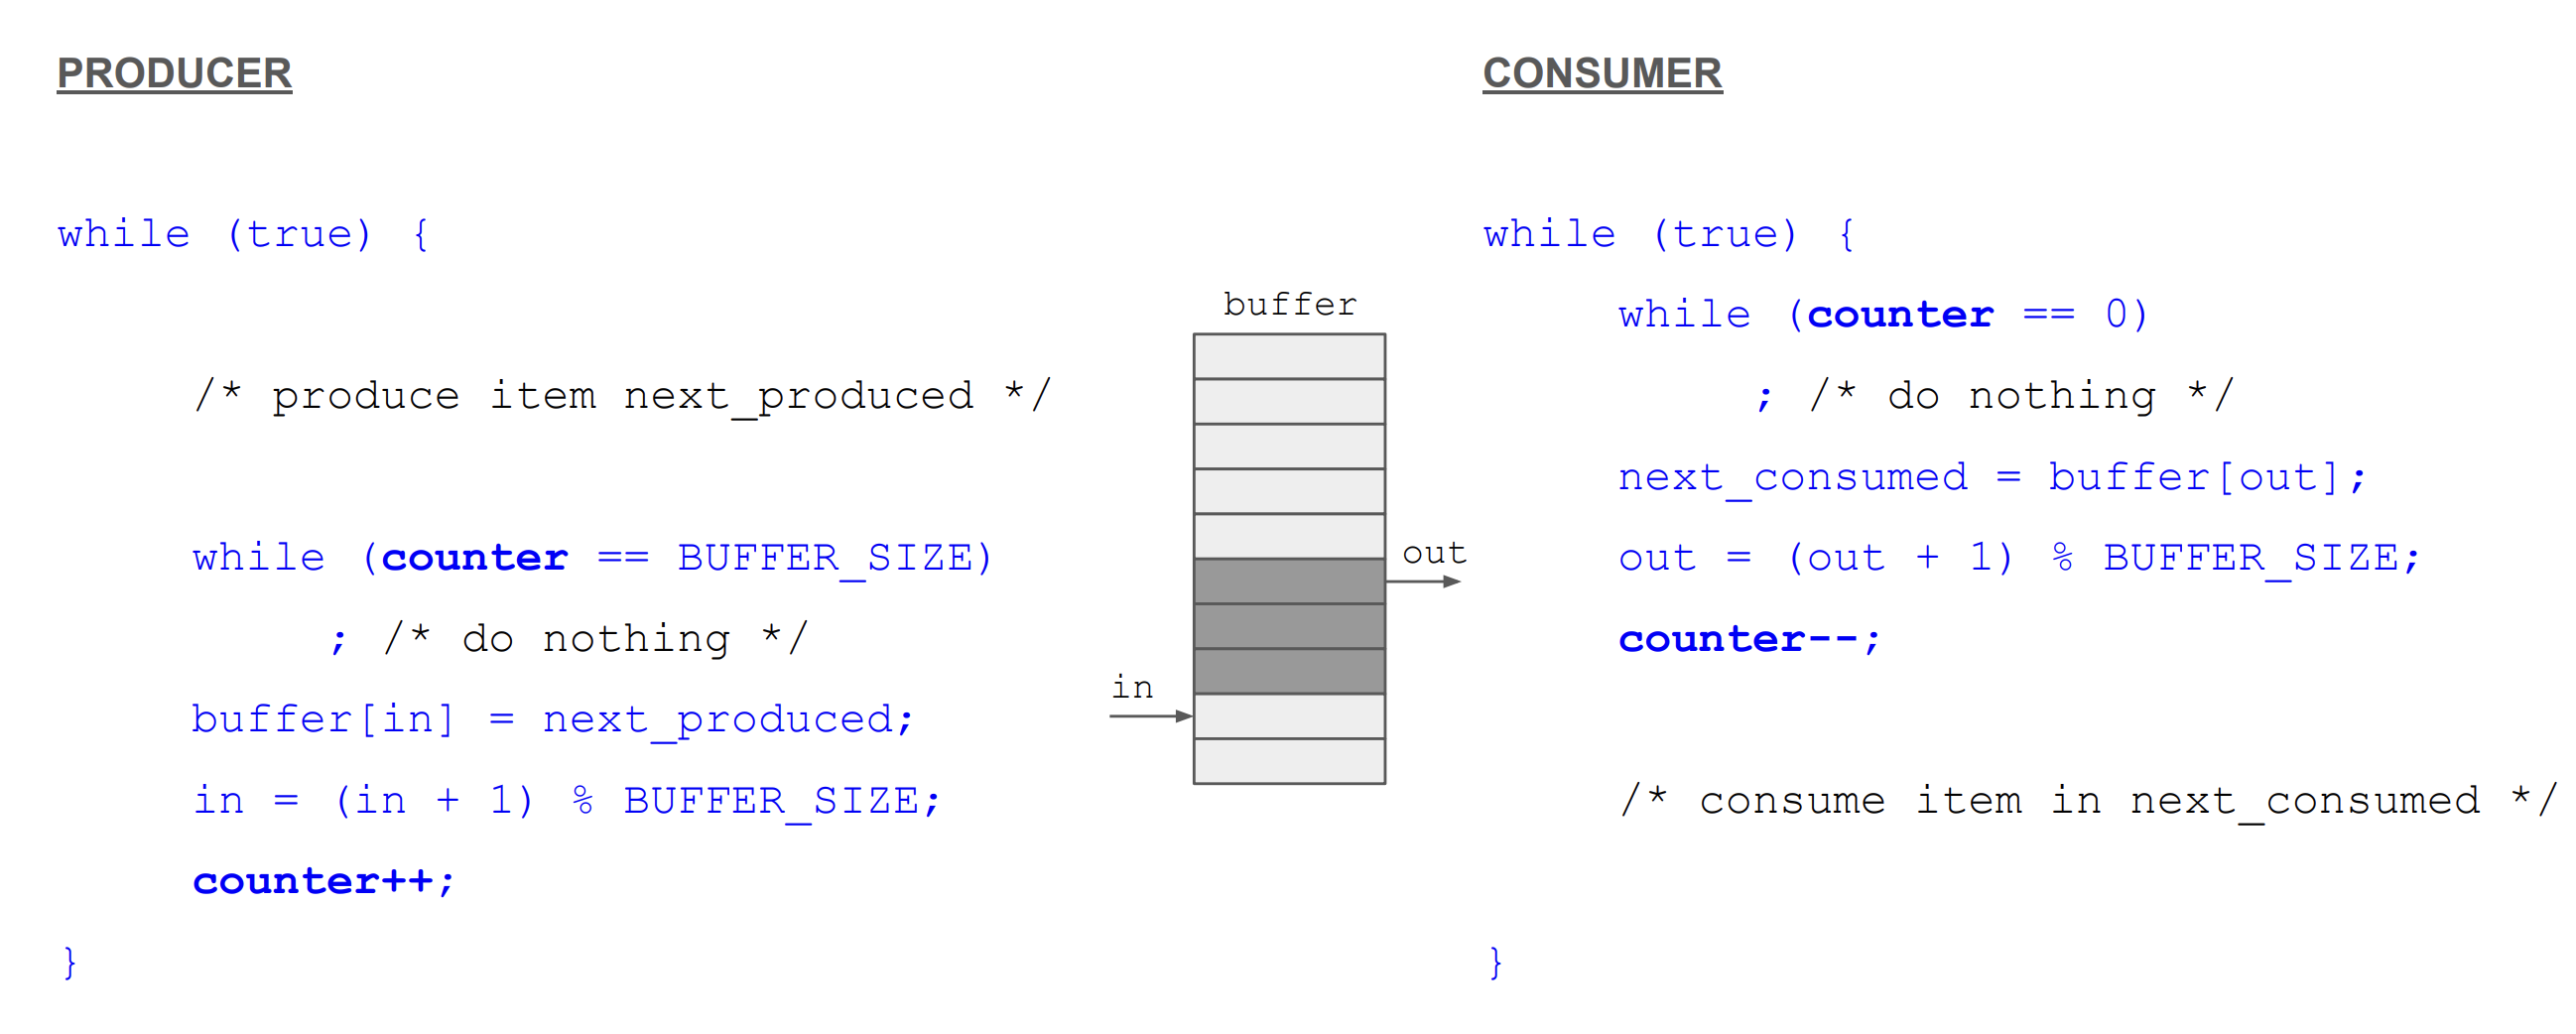 PRODUCER
while (true) {
/* produce item next_produced */
while (counter == BUFFER_SIZE)
; /* do nothing */
buffer[in] = next_produced;
in = (in + 1) % BUFFER_SIZE;
counter++;
}
buffer
out
in
CONSUMER
while (true) {
while (counter == 0)
; /* do nothing */
next_consumed = buffer[out];
out = (out + 1) % BUFFER_SIZE;
counter--;
/* consume item in next_consumed */
}